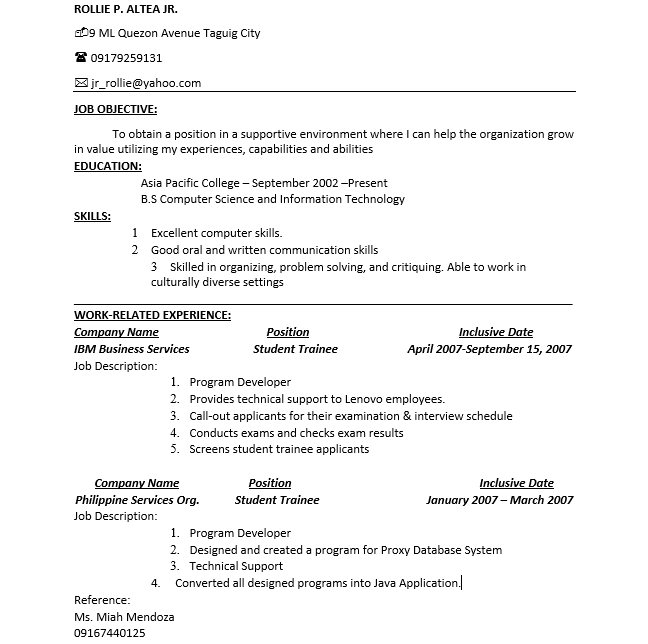 ROLLIE P. ALTEA JR.
9 ML Quezon Avenue Taguig City
☎ 09179259131
✉ jr_rollie@yahoo.com
JOB OBJECTIVE:
To obtain a position in a supportive environment where I can help the organization grow
in value utilizing my experiences, capabilities and abilities
EDUCATION:
Asia Pacific College – September 2002 –Present
B.S Computer Science and Information Technology
SKILLS:
1 Excellent computer skills.
2 Good oral and written communication skills
3 Skilled in organizing, problem solving, and critiquing. Able to work in
culturally diverse settings
WORK-RELATED EXPERIENCE:
Company Name Position Inclusive Date
IBM Business Services Student Trainee April 2007-September 15, 2007
Job Description:
1. Program Developer
2. Provides technical support to Lenovo employees.
3. Call-out applicants for their examination & interview schedule
4. Conducts exams and checks exam results
5. Screens student trainee applicants
Company Name Position Inclusive Date
Philippine Services Org. Student Trainee January 2007 – March 2007
Job Description:
1. Program Developer
2. Designed and created a program for Proxy Database System
3. Technical Support
4. Converted all designed programs into Java Application.
Reference:
Ms. Miah Mendoza
09167440125